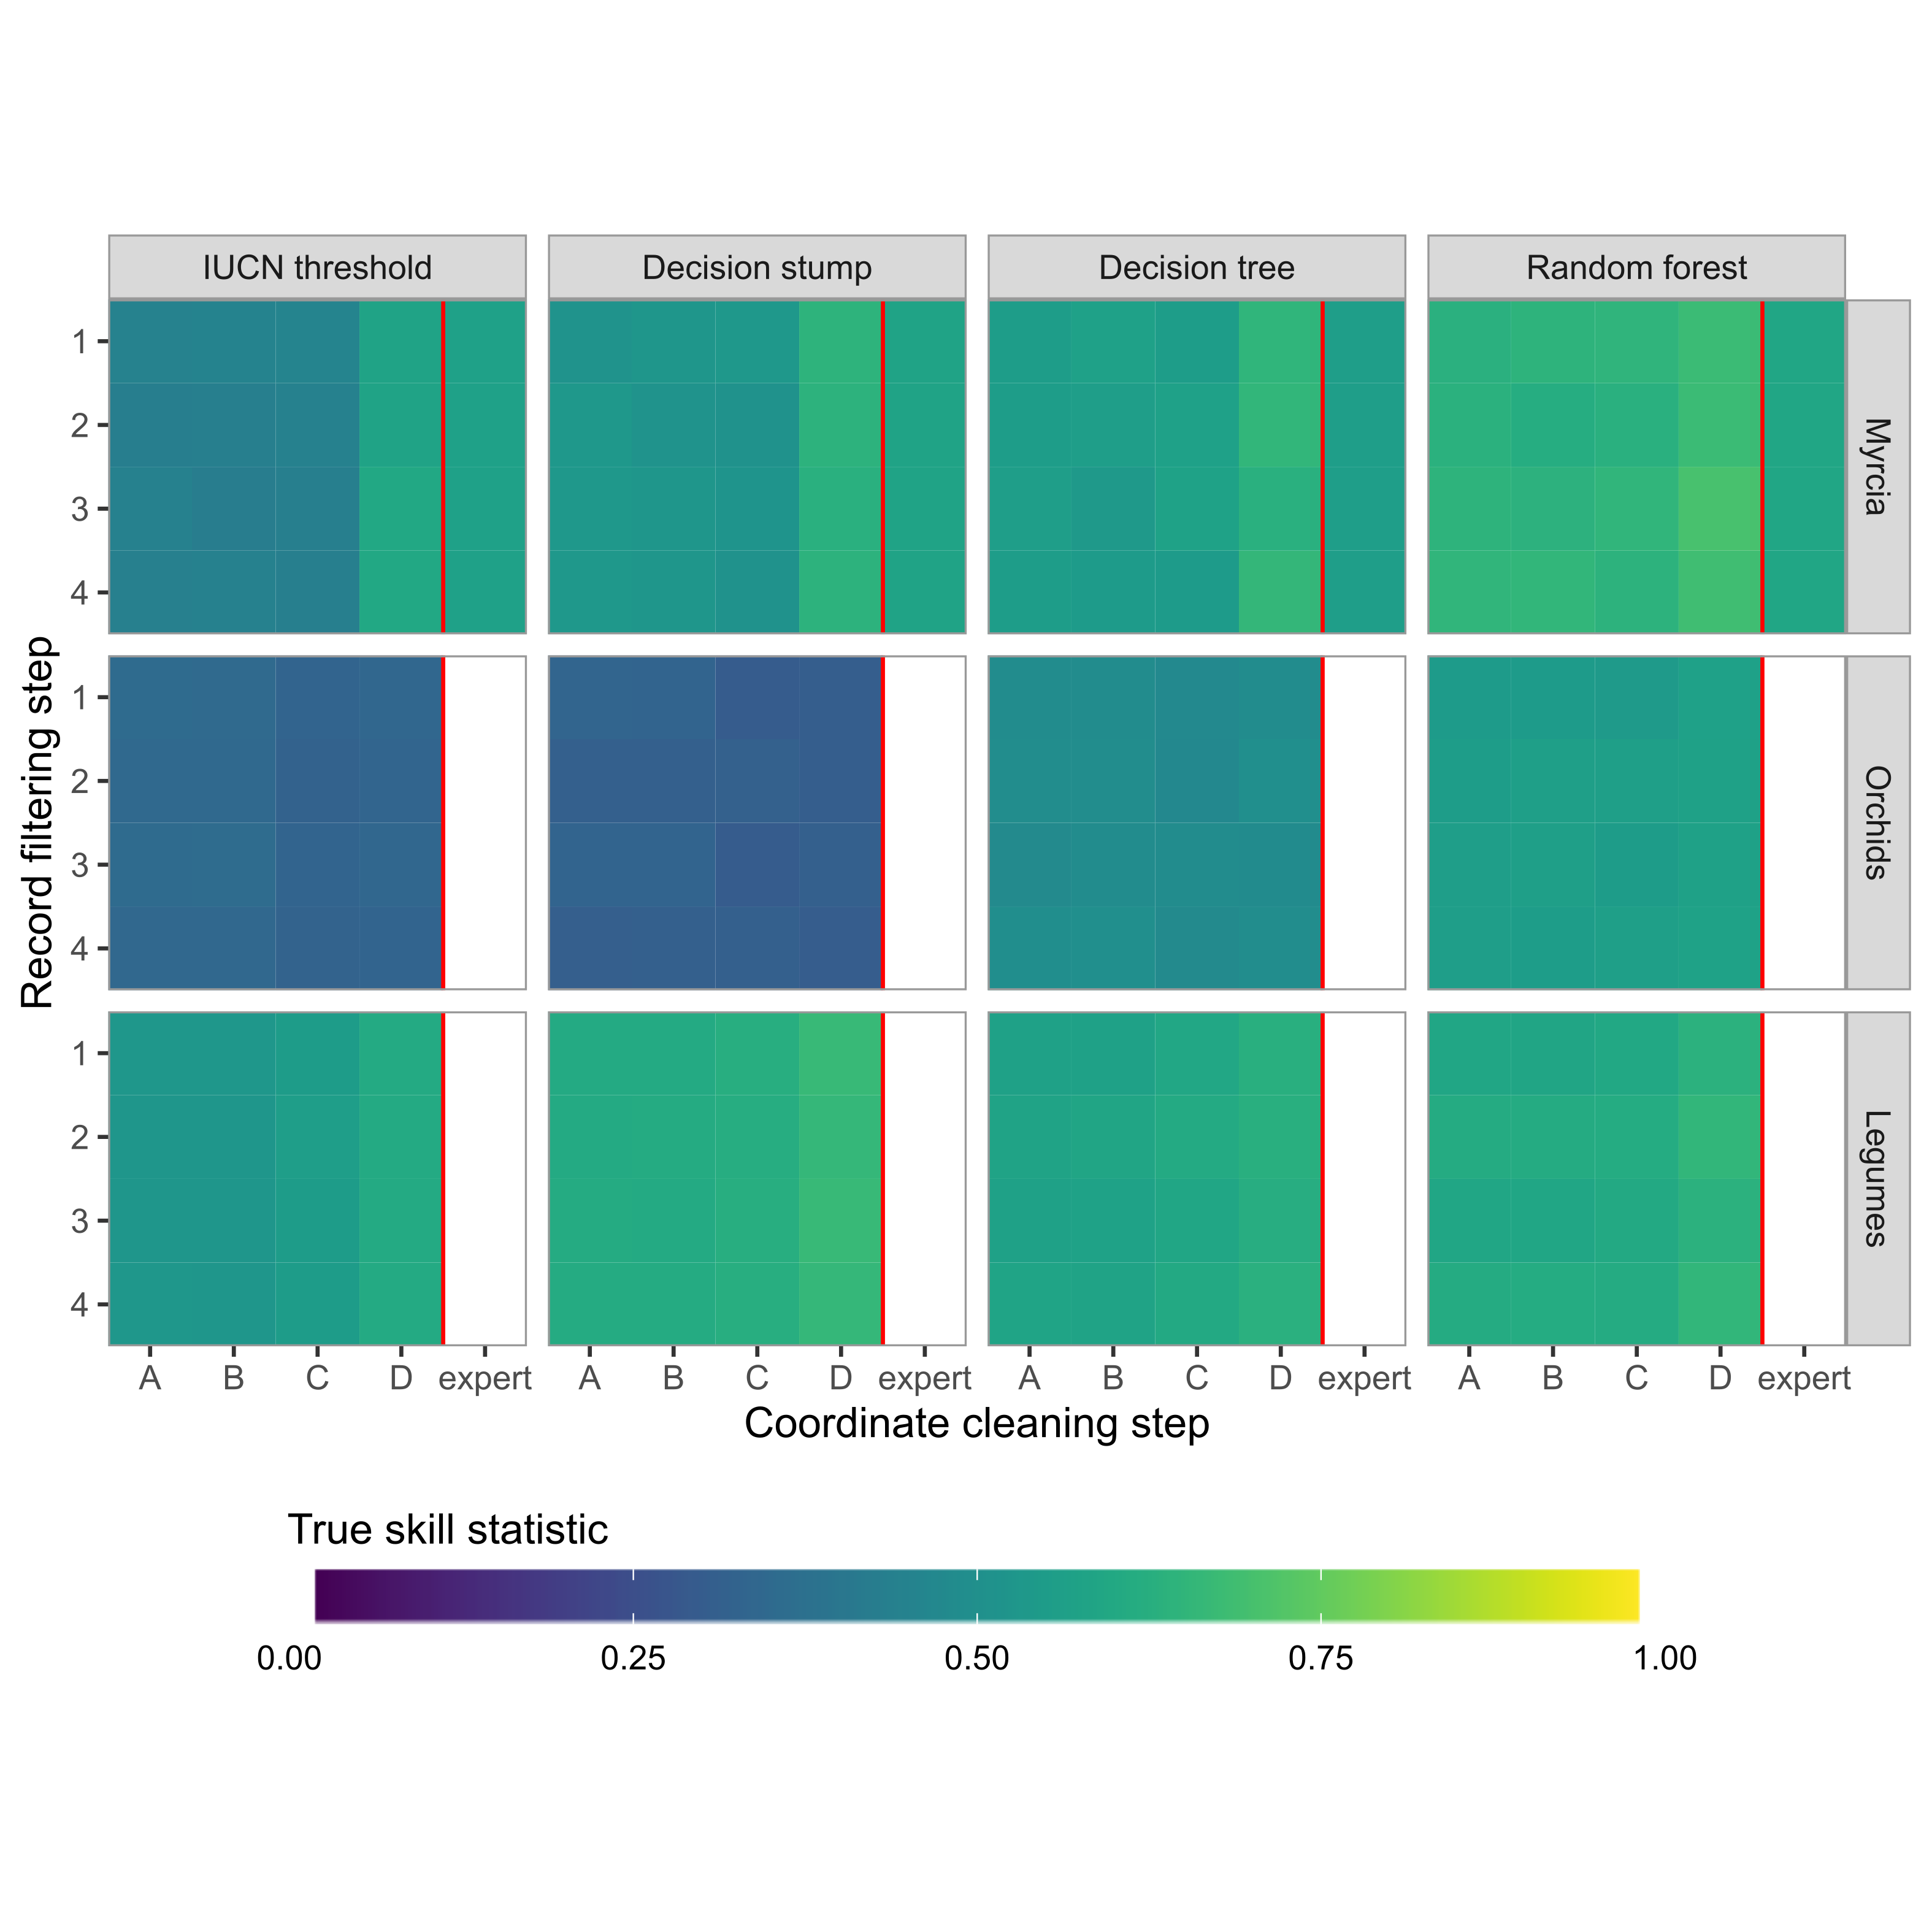 IUCN threshold
Decision stump
Decision tree
Random forest
Record filtering step
1
2
3
4
Myrcia
1
2
3
4
Orchids
1
2
3
4
Legumes
A B C D expert
A B C D expert
A B C D expert
A B C D expert
Coordinate cleaning step
True skill statistic
0.00 0.25 0.50 0.75 1.00